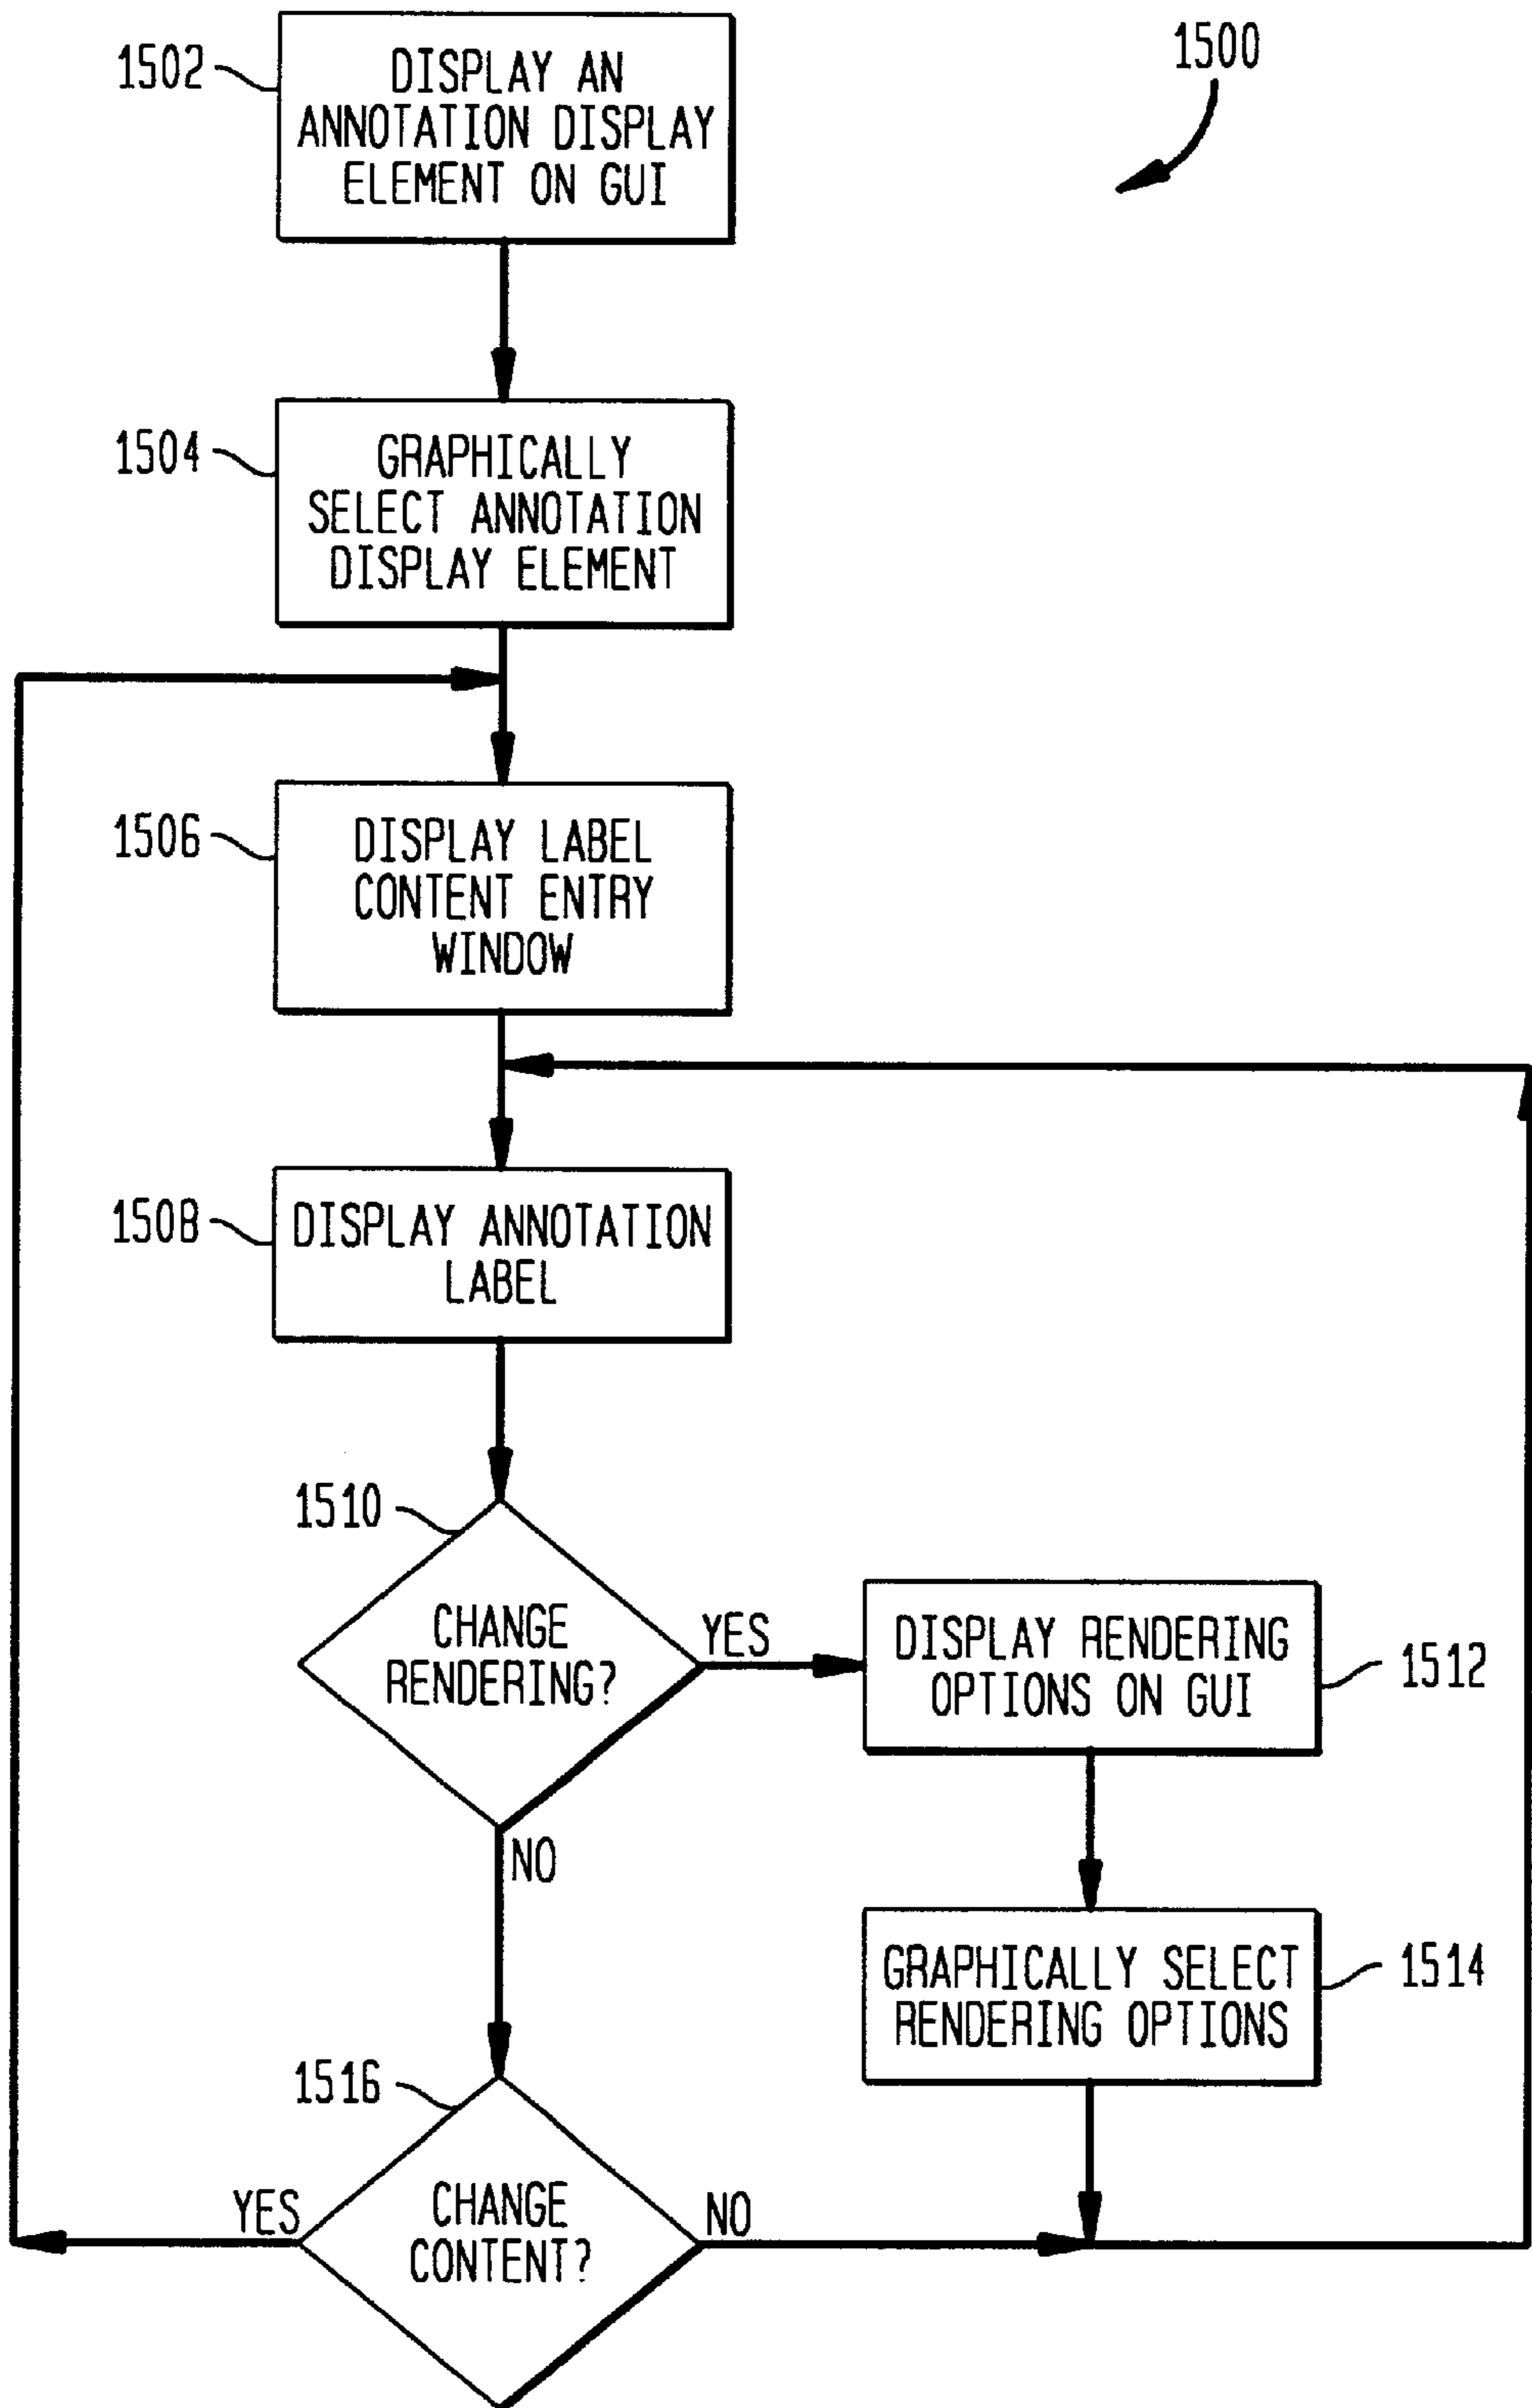 1500
1502
DISPLAY AN
ANNOTATION DISPLAY
ELEMENT ON GUI
1504
GRAPHICALLY
SELECT ANNOTATION
DISPLAY ELEMENT
1506
DISPLAY LABEL
CONTENT ENTRY
WINDOW
1508
DISPLAY ANNOTATION
LABEL
1510
CHANGE
RENDERING?
YES
DISPLAY RENDERING
OPTIONS ON GUI
1512
NO
GRAPHICALLY SELECT
RENDERING OPTIONS
1514
1516
CHANGE
CONTENT?
YES
NO